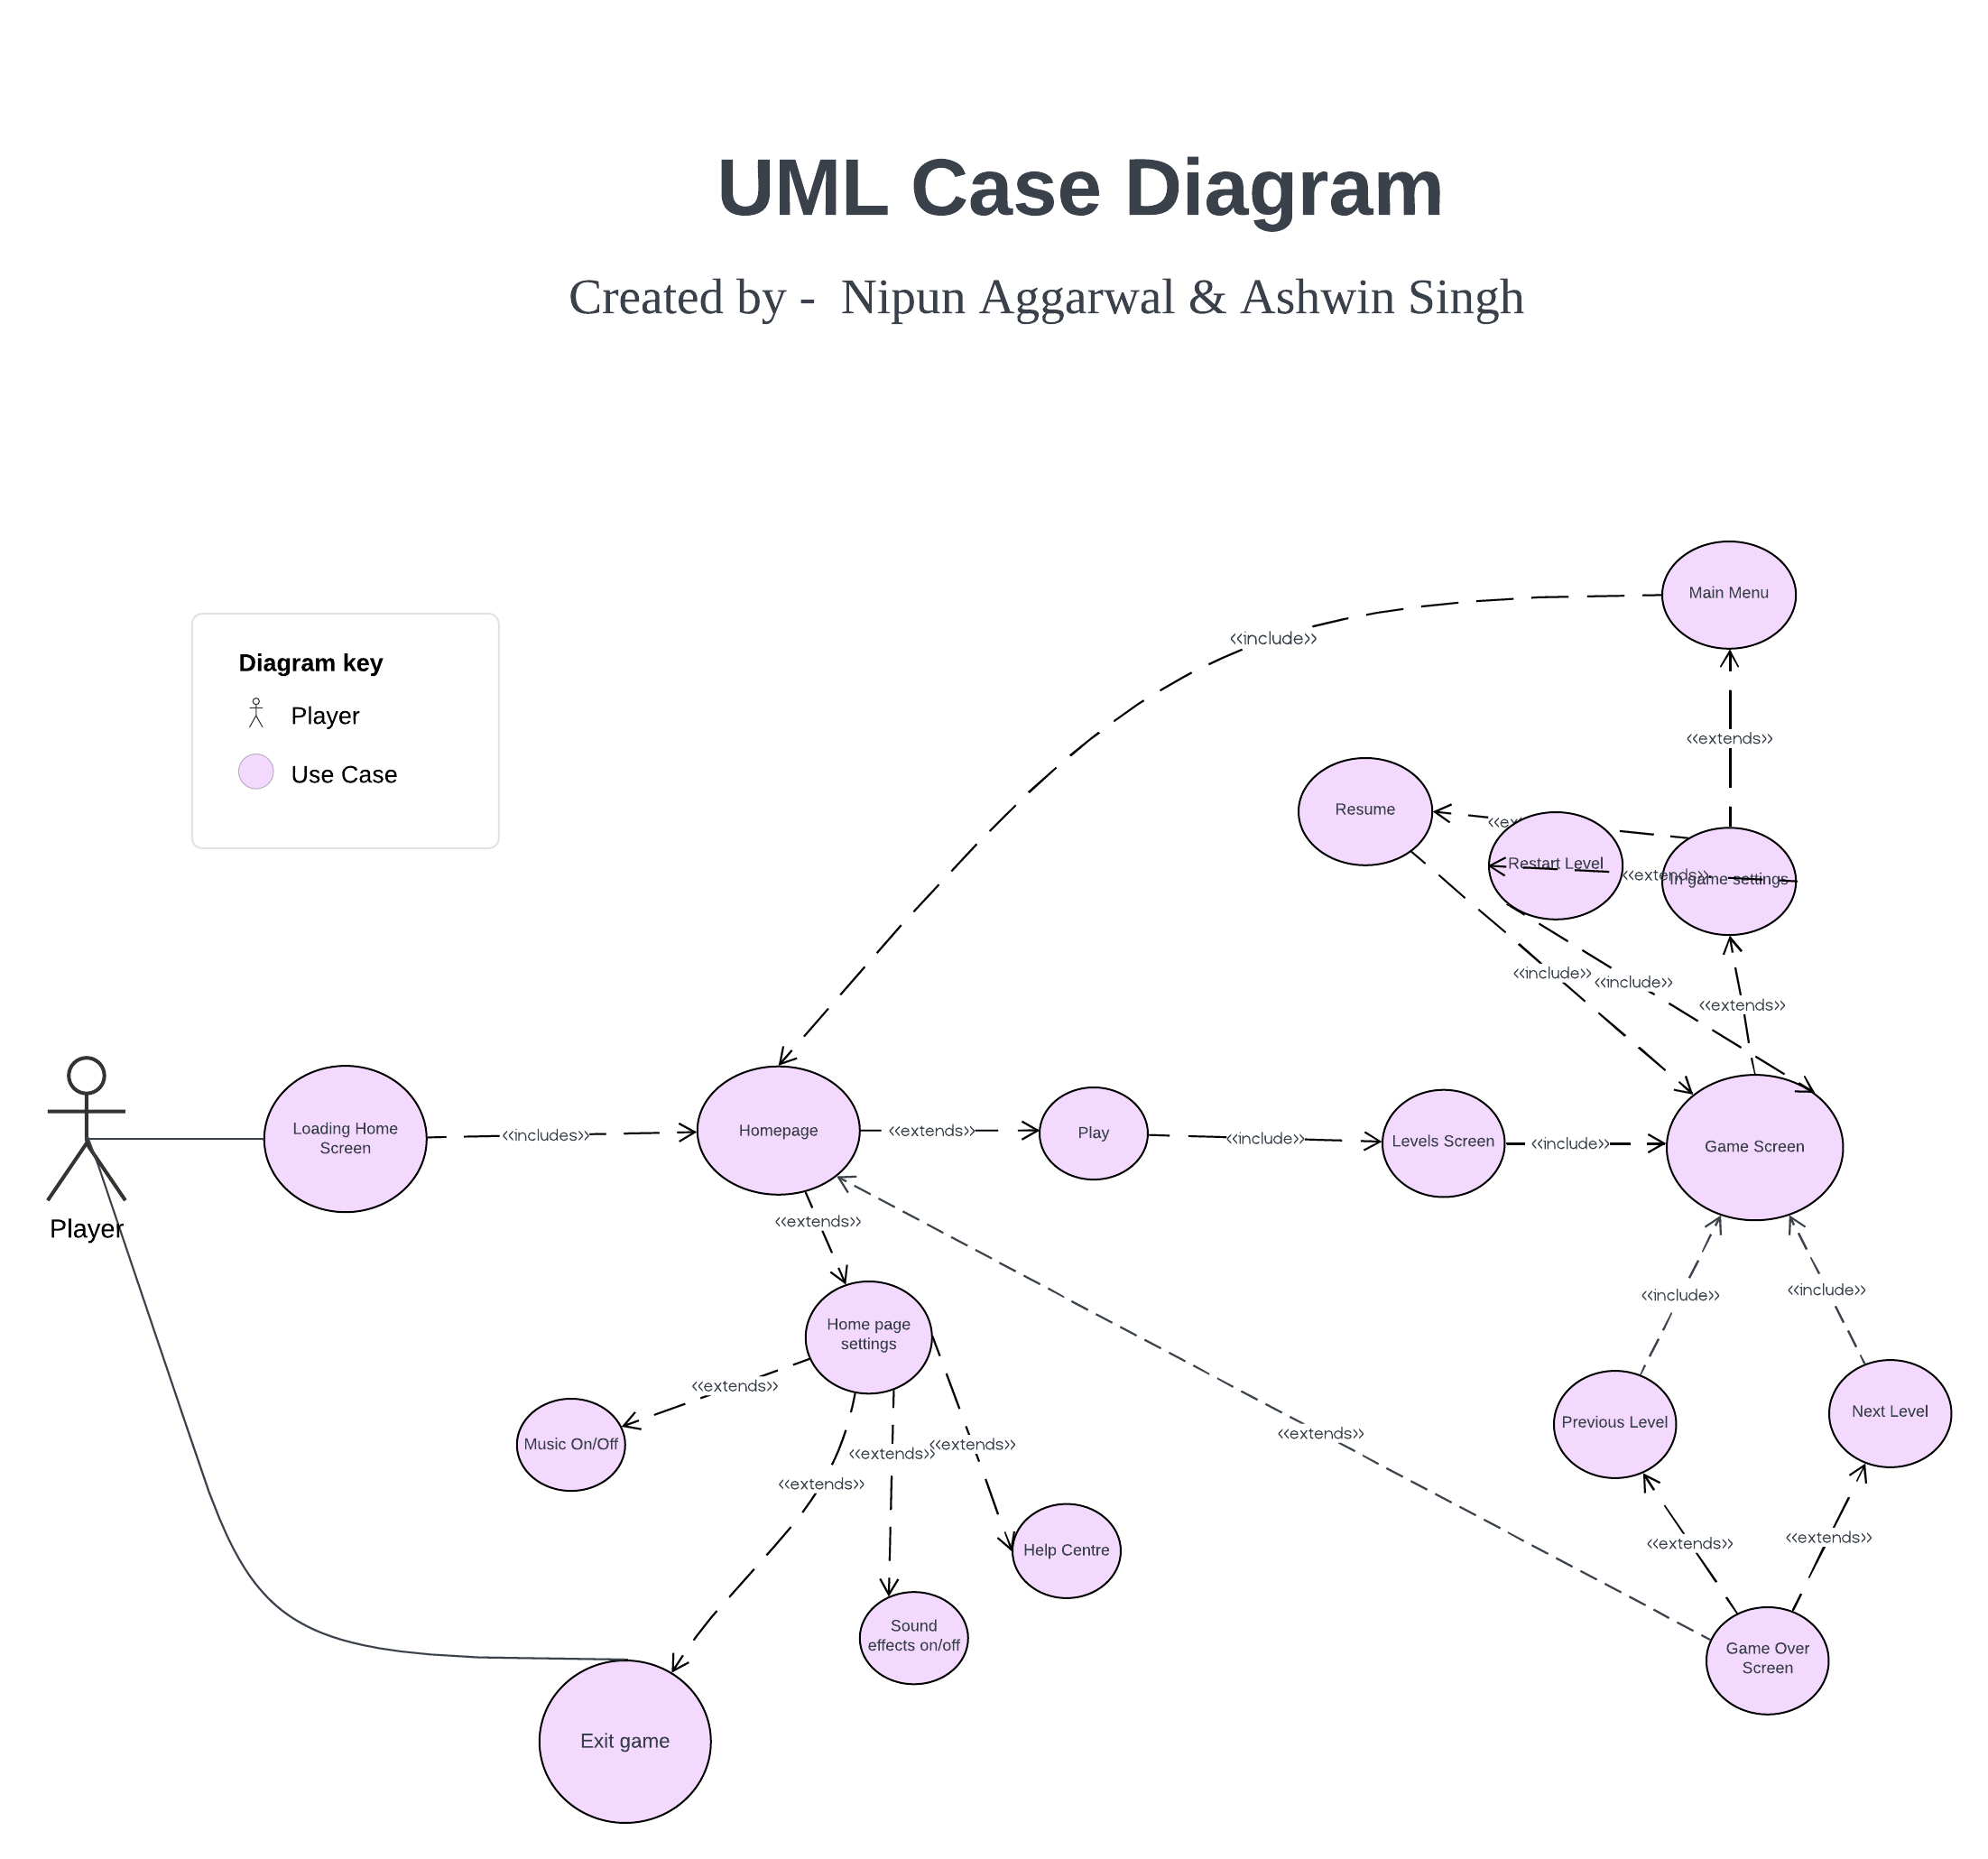 UML Case Diagram
Created by - Nipun Aggarwal & Ashwin Singh
Diagram key
Player
Use Case
Main Menu
<<include>>
<<extends>>
Resume
Restart Level
<<extends>>
In game settings
<<include>>
<<include>>
<<extends>>
Player
Loading Home
Screen
<<includes>>
Homepage
<<extends>>
Play
<<include>>
Levels Screen
<<include>>
Game Screen
<<extends>>
Home page
settings
<<extends>>
Music On/Off
<<extends>>
<<extends>>
<<extends>>
Help Centre
Sound
effects on/off
Exit game
<<extends>>
<<include>>
<<include>>
Previous Level
Next Level
<<extends>>
<<extends>>
Game Over
Screen